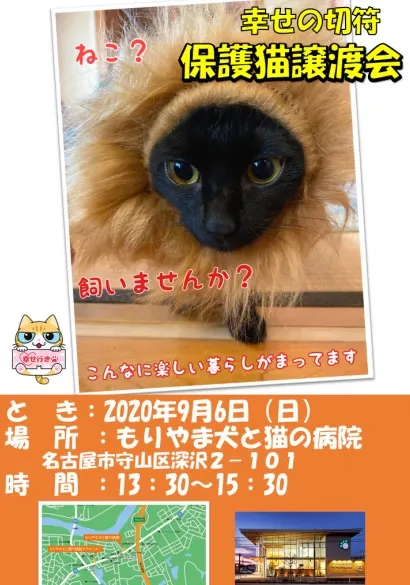 幸せの切符
保護猫譲渡会
ねこ？
飼いませんか？
幸せ行き
こんなに楽しい暮らしがまってます
と　き：2020年9月6日（日）
場　所　：もりやま犬と猫の病院
名古屋市守山区深沢２－１０１
時　間　：13：30～15：30